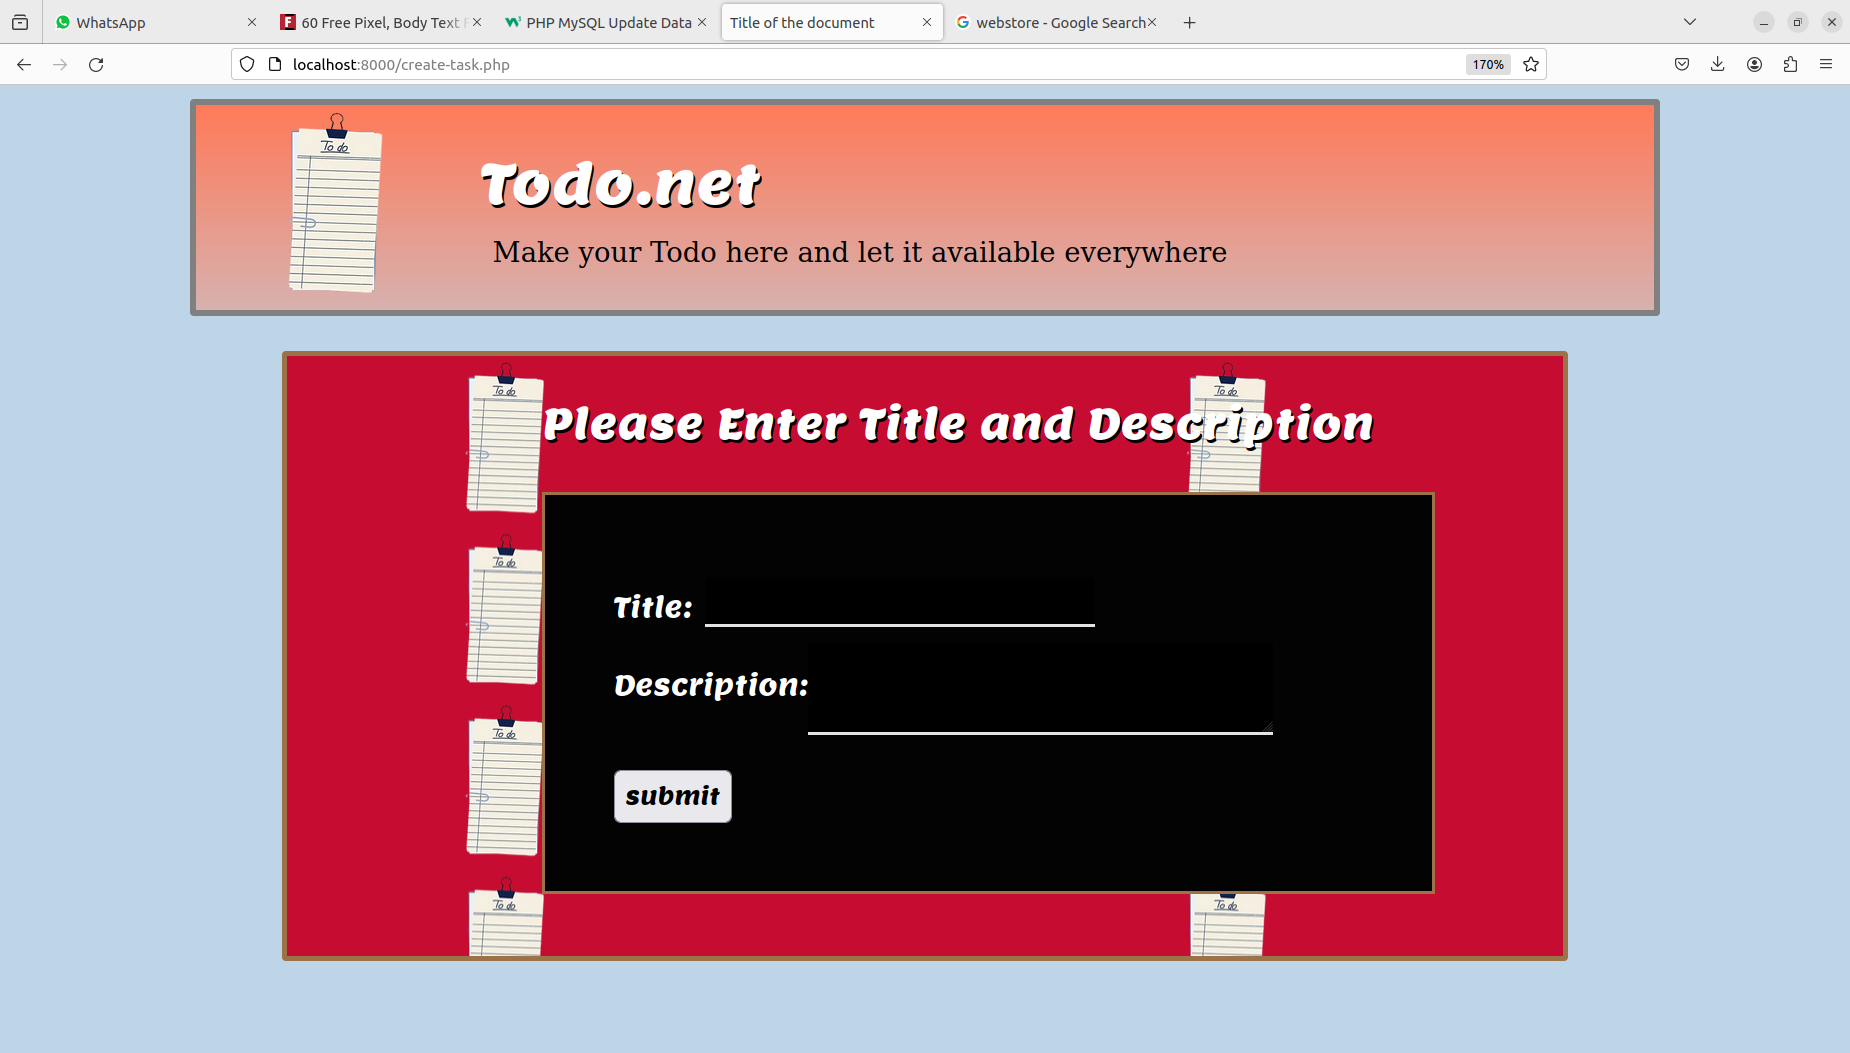 WhatsApp
60 Free Pixel, Body Text F
PHP MySQL Update Data
Title of the document
webstore - Google Search
localhost:8000/create-task.php
170%
To do
Todo.net
Make your Todo here and let it available everywhere
To do
To do
Please Enter Title and Description
To do
Title:
Description:
To do
submit
To do
To do